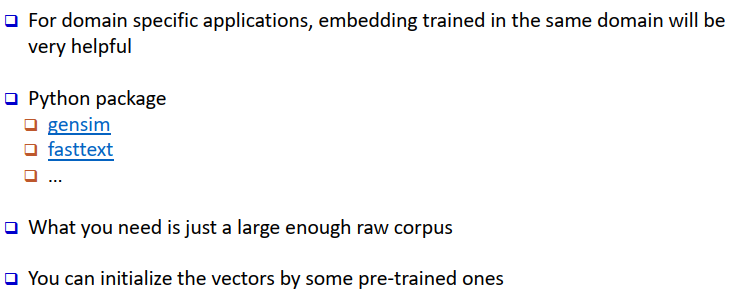 For domain specific applications, embedding trained in the same domain will be
very helpful
Python package
gensim
fasttext
...
What you need is just a large enough raw corpus
You can initialize the vectors by some pre-trained ones